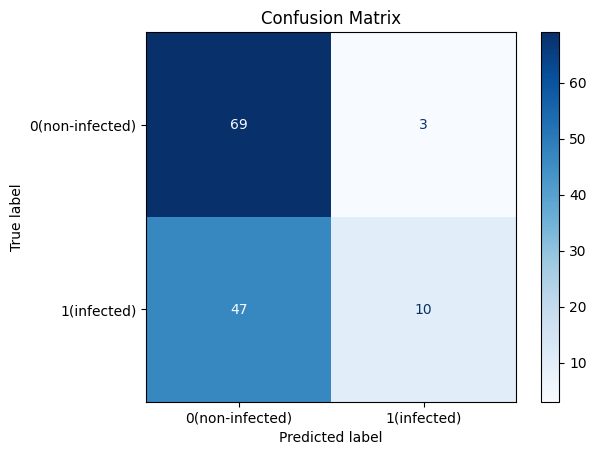 Confusion Matrix
True label
0(non-infected)
69
3
1(infected)
47
10
0(non-infected)
1(infected)
Predicted label
60
50
40
30
20
10